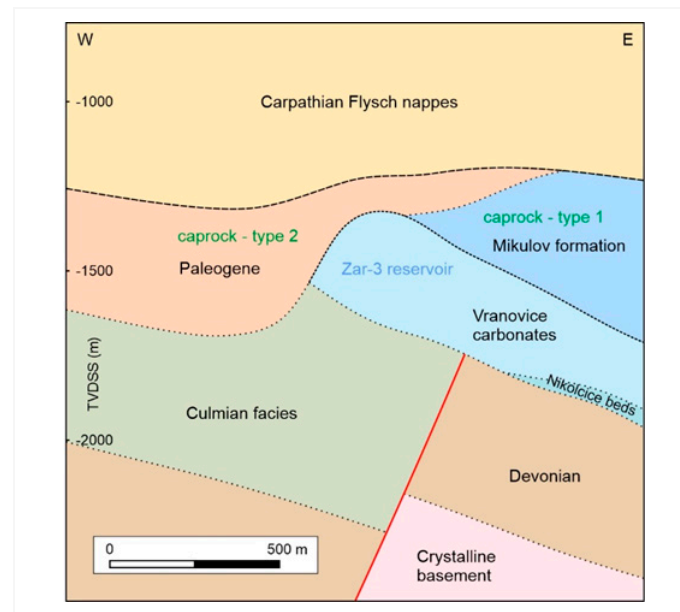 W
E
-1000
Carpathian Flysch nappes
caprock - type 1
caprock - type 2
Mikulov formation
Paleogene
Zar-3 reservoir
-1500
Vranovice
carbonates
TVDSS (m)
Nikolcice beds
Culmian facies
-2000
Devonian
0
500 m
Crystalline
basement